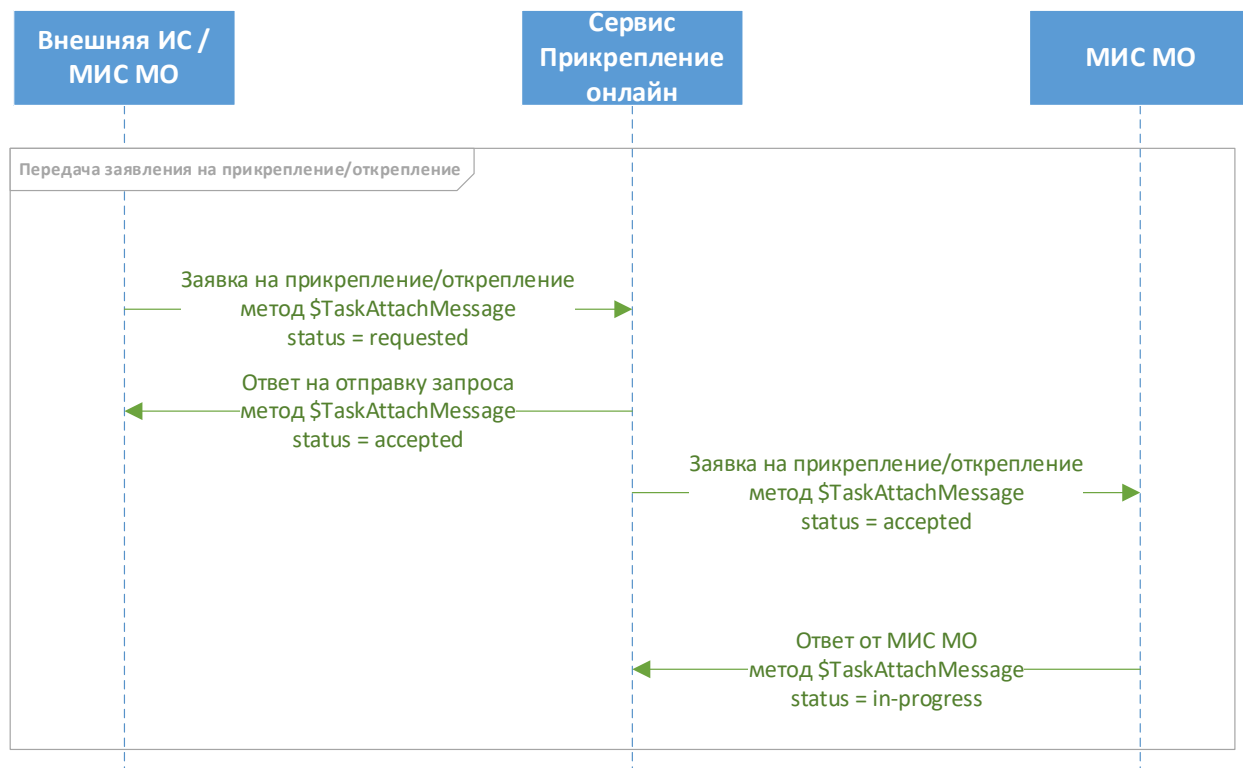 Внешняя ИС /
МИС МО
Сервис
Прикрепление
онлайн
МИС МО
Передача заявления на прикрепление/открепление
Заявка на прикрепление/открепление
метод $TaskAttachMessage
status = requested
Ответ на отправку запроса
метод $TaskAttachMessage
status = accepted
Заявка на прикрепление/открепление
метод $TaskAttachMessage
status = accepted
Ответ от МИС МО
метод $TaskAttachMessage
status = in-progress